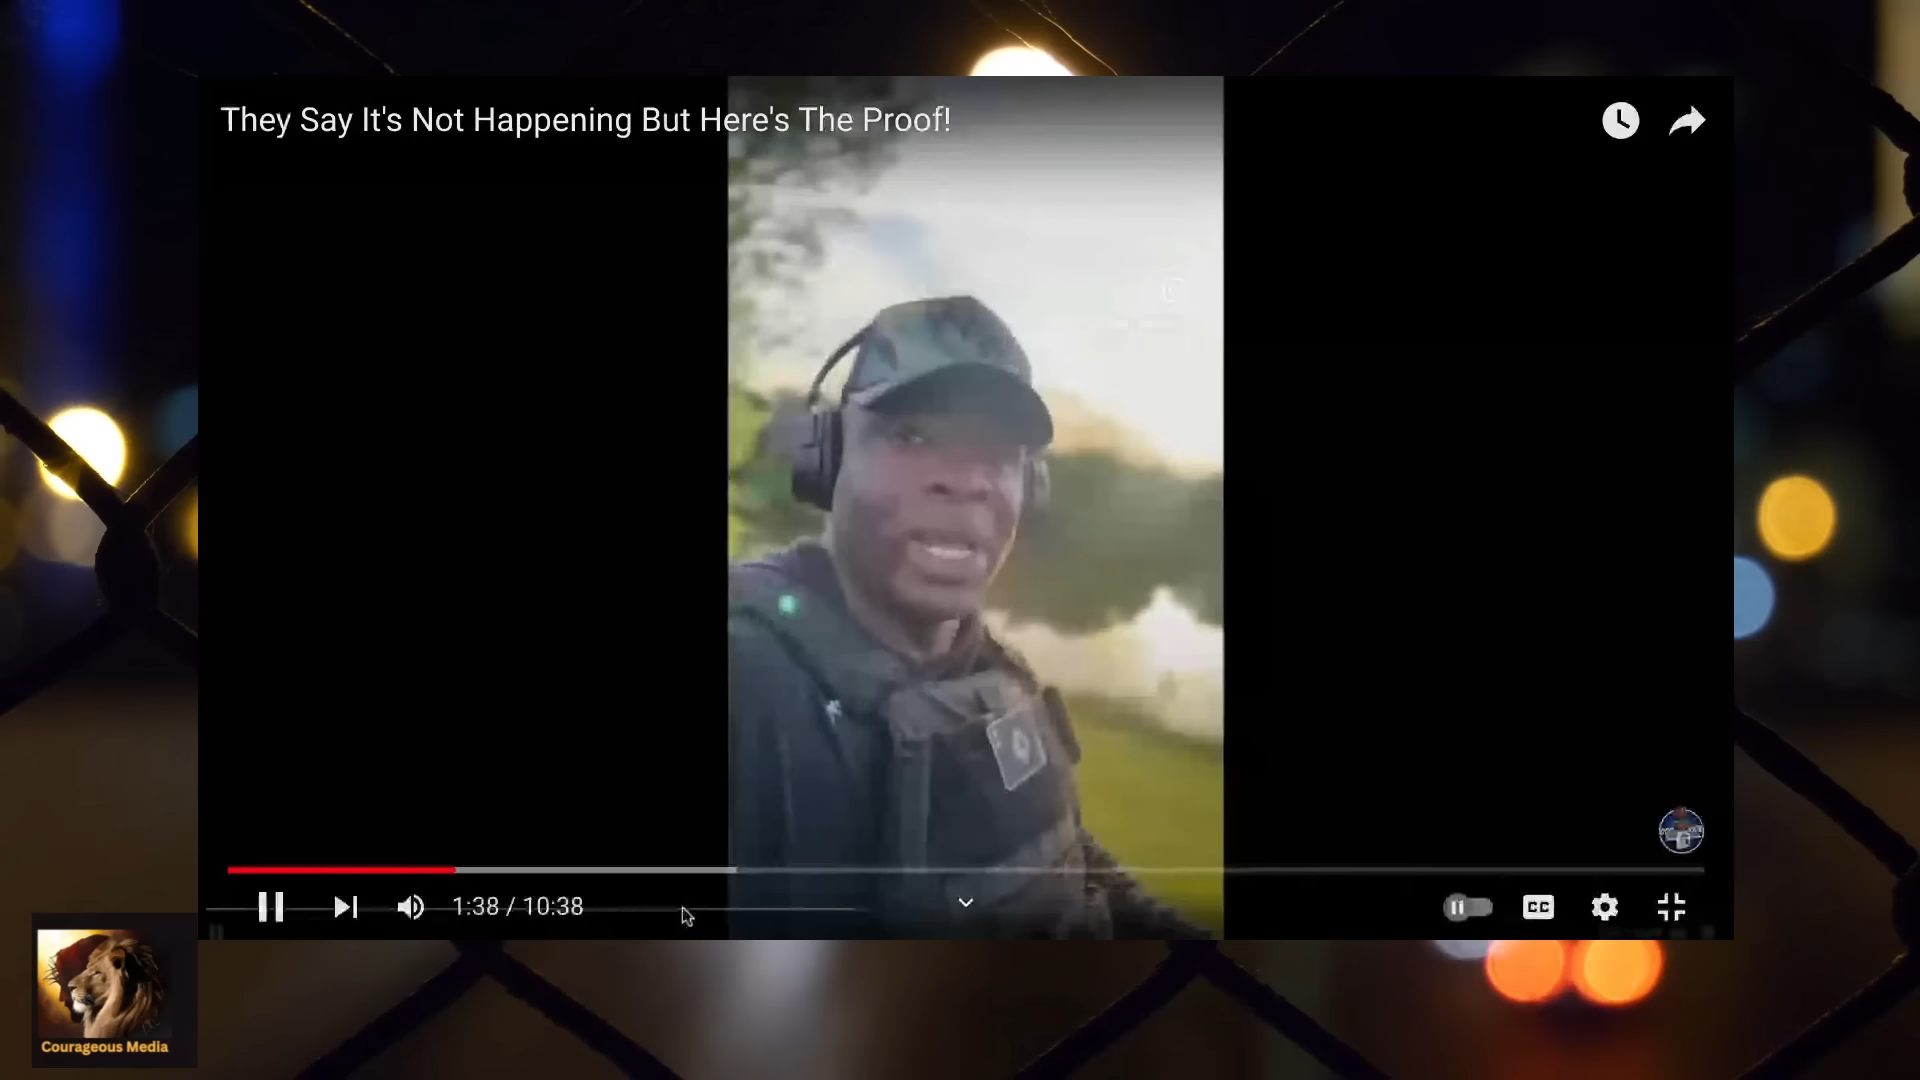 They Say It's Not Happening But Here's The Proof!
1:38 / 10:38
CC
Courageous Media